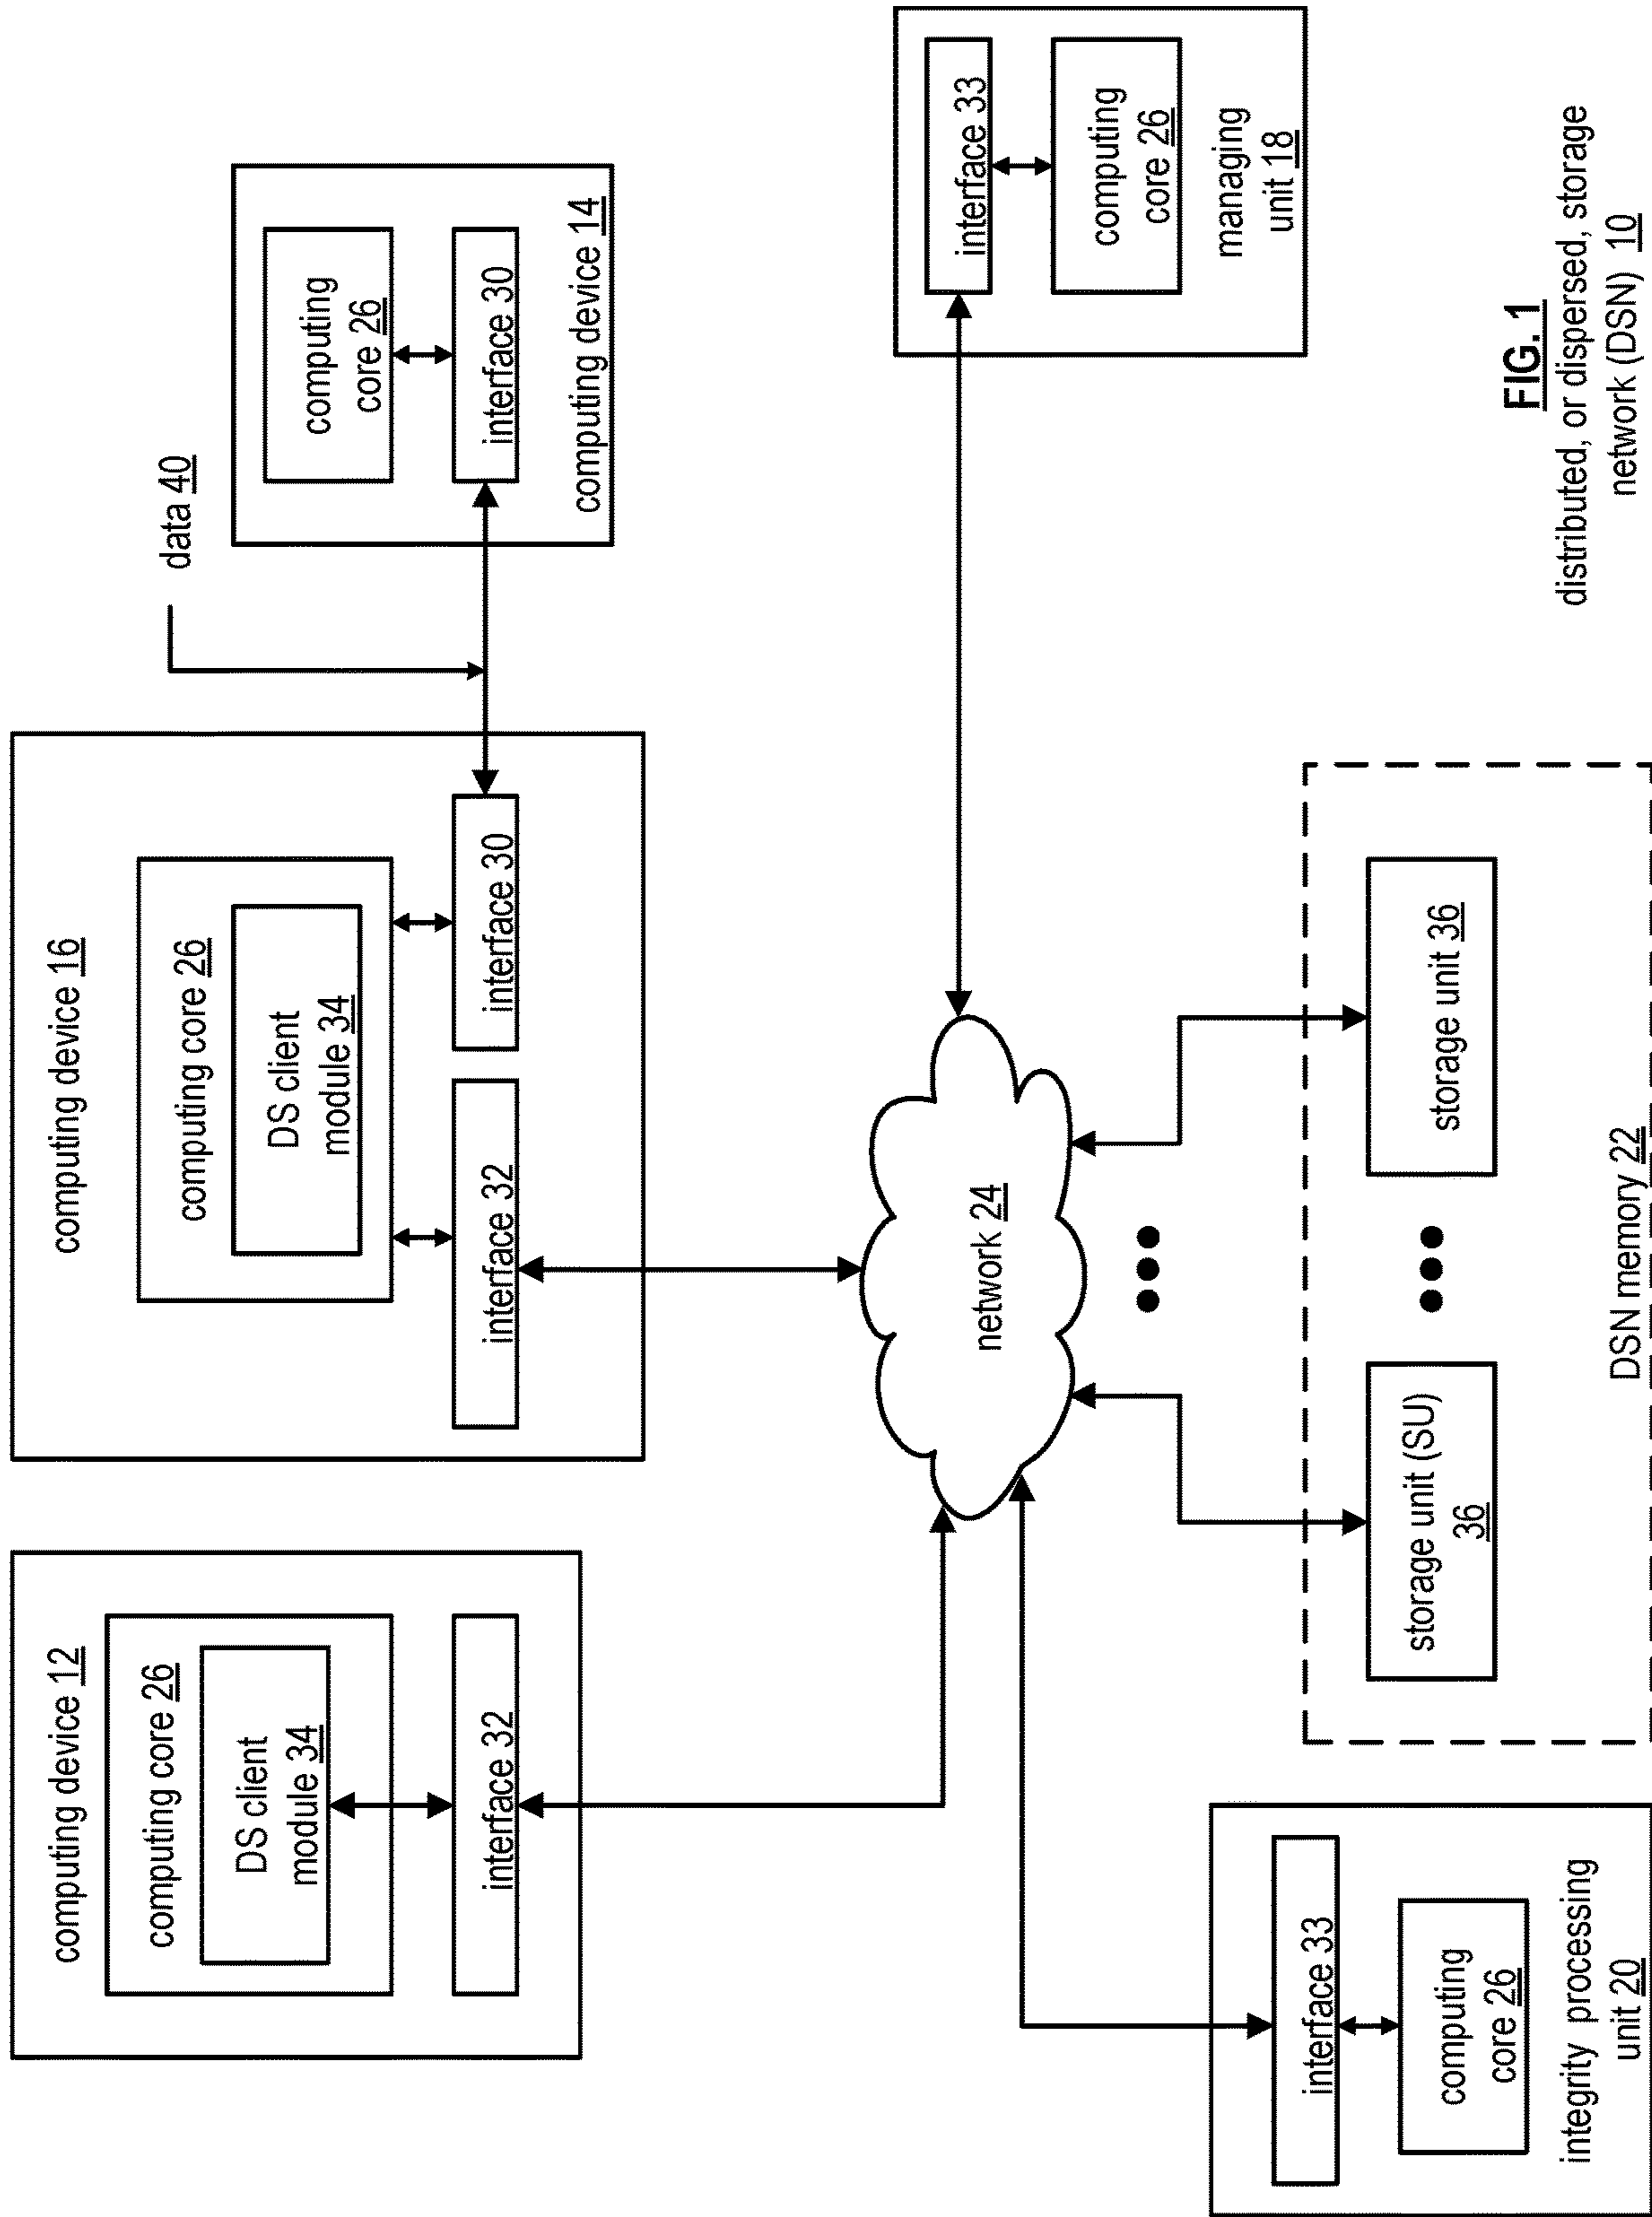 computing device 12
computing core 26
DS client
module 34
interface 32
computing device 16
computing core 26
DS client
module 34
interface 32
interface 30
data 40
computing
core 26
interface 30
computing device 14
network 24
interface 33
computing
core 26
managing
unit 18
interface 33
computing
core 26
integrity processing
unit 20
storage unit (SU)
36
storage unit 36
DSN memory 22
FIG. 1
distributed, or dispersed, storage
network (DSN) 10